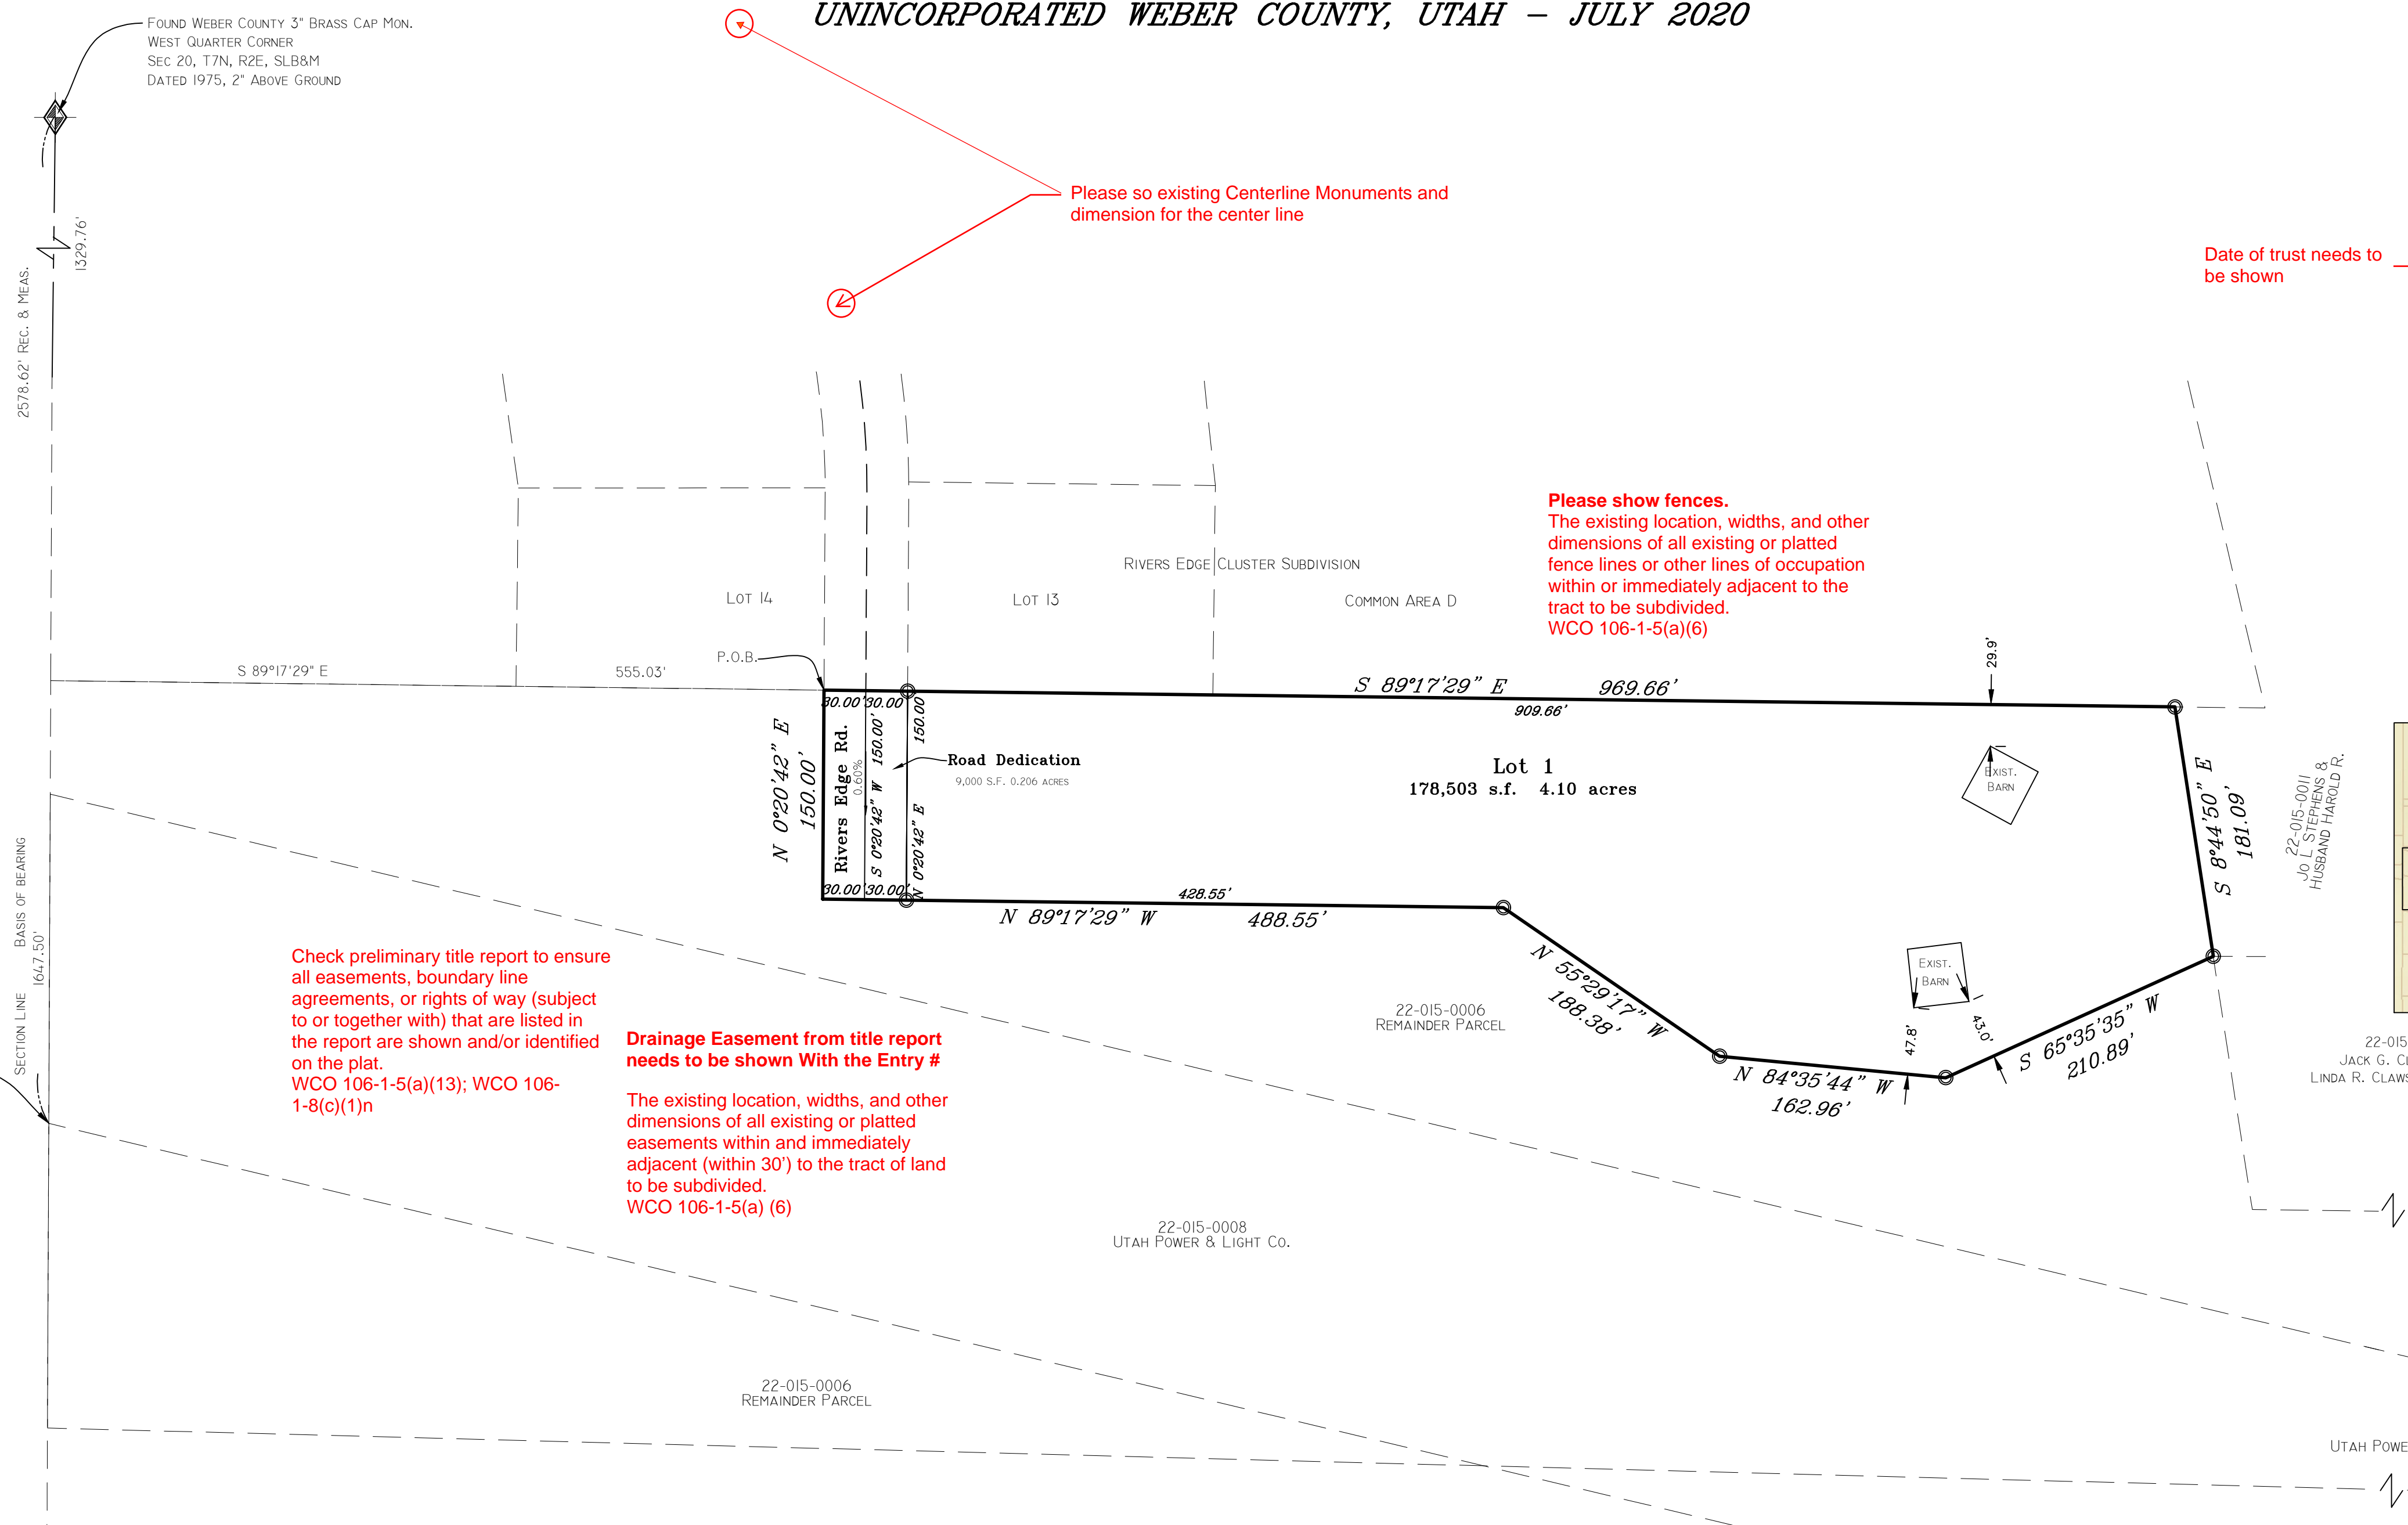 UNINCORPORATED WEBER COUNTY, UTAH – JULY 2020
FOUND WEBER COUNTY 3" BRASS CAP MON.
WEST QUARTER CORNER
SEC 20, T7N, R2E, SLB&M
DATED 1975, 2" ABOVE GROUND
1329.76'
2578.62' REC. & MEAS.
Please so existing Centerline Monuments and
dimension for the center line
Date of trust needs to
be shown
Please show fences.
The existing location, widths, and other
dimensions of all existing or platted
fence lines or other lines of occupation
within or immediately adjacent to the
tract to be subdivided.
WCO 106-1-5(a)(6)
RIVERS EDGE CLUSTER SUBDIVISION
LOT 14
LOT 13
COMMON AREA D
P.O.B.
S 89°17'29" E
555.03'
S 89°17'29" E 969.66'
909.66'
29.9'
30.00' 30.00'
N 0°20'42" E
150.00'
Rivers Edge Rd.
0.60%
S 0°20'42" W 150.00'
N 0°20'42" E 150.00'
Road Dedication
9,000 S.F. 0.206 ACRES
Lot 1
178,503 s.f. 4.10 acres
EXIST.
BARN
S 8°44'50" E
181.09'
22-015-0011
JO L STEPHENS &
HUSBAND HAROLD R.
30.00' 30.00'
428.55'
N 89°17'29" W 488.55'
N 55°29'17" W
188.38'
EXIST.
BARN
47.8'
43.0'
S 65°35'35" W
210.89'
N 84°35'44" W
162.96'
22-015-0006
REMAINDER PARCEL
SECTION LINE BASIS OF BEARING
1647.50'
Check preliminary title report to ensure
all easements, boundary line
agreements, or rights of way (subject
to or together with) that are listed in
the report are shown and/or identified
on the plat.
WCO 106-1-5(a)(13); WCO 106-
1-8(c)(1)n
Drainage Easement from title report
needs to be shown With the Entry #
The existing location, widths, and other
dimensions of all existing or platted
easements within and immediately
adjacent (within 30') to the tract of land
to be subdivided.
WCO 106-1-5(a) (6)
22-015
JACK G. CL
LINDA R. CLAWS
22-015-0008
UTAH POWER & LIGHT CO.
22-015-0006
REMAINDER PARCEL
UTAH POWE